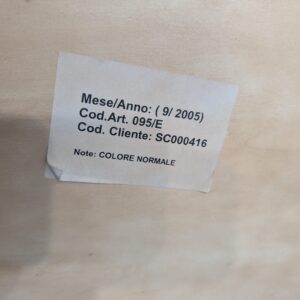 Mese/Anno: ( 9/ 2005)
Cod.Art. 095/E
Cod. Cliente: SC000416
Note: COLORE NORMALE